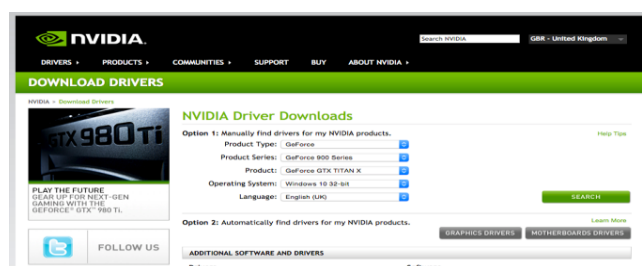 NVIDIA.
Search NVIDIA
GBR - United Kingdom
DRIVERS
PRODUCTS
COMMUNITIES
SUPPORT
BUY
ABOUT NVIDIA
DOWNLOAD DRIVERS
NVIDIA > Download Drivers
GTX 980 Ti
PLAY THE FUTURE
GEAR UP FOR NEXT-GEN
GAMING WITH THE
GEFORCE® GTX™ 980 Ti.
FOLLOW US
NVIDIA Driver Downloads
Option 1: Manually find drivers for my NVIDIA products.
Help Tips
Product Type: GeForce
Product Series: GeForce 900 Series
Product: GeForce GTX TITAN X
Operating System: Windows 10 32-bit
Language: English (UK)
SEARCH
Option 2: Automatically find drivers for my NVIDIA products.
Learn More
GRAPHICS DRIVERS
MOTHERBOARDS DRIVERS
ADDITIONAL SOFTWARE AND DRIVERS